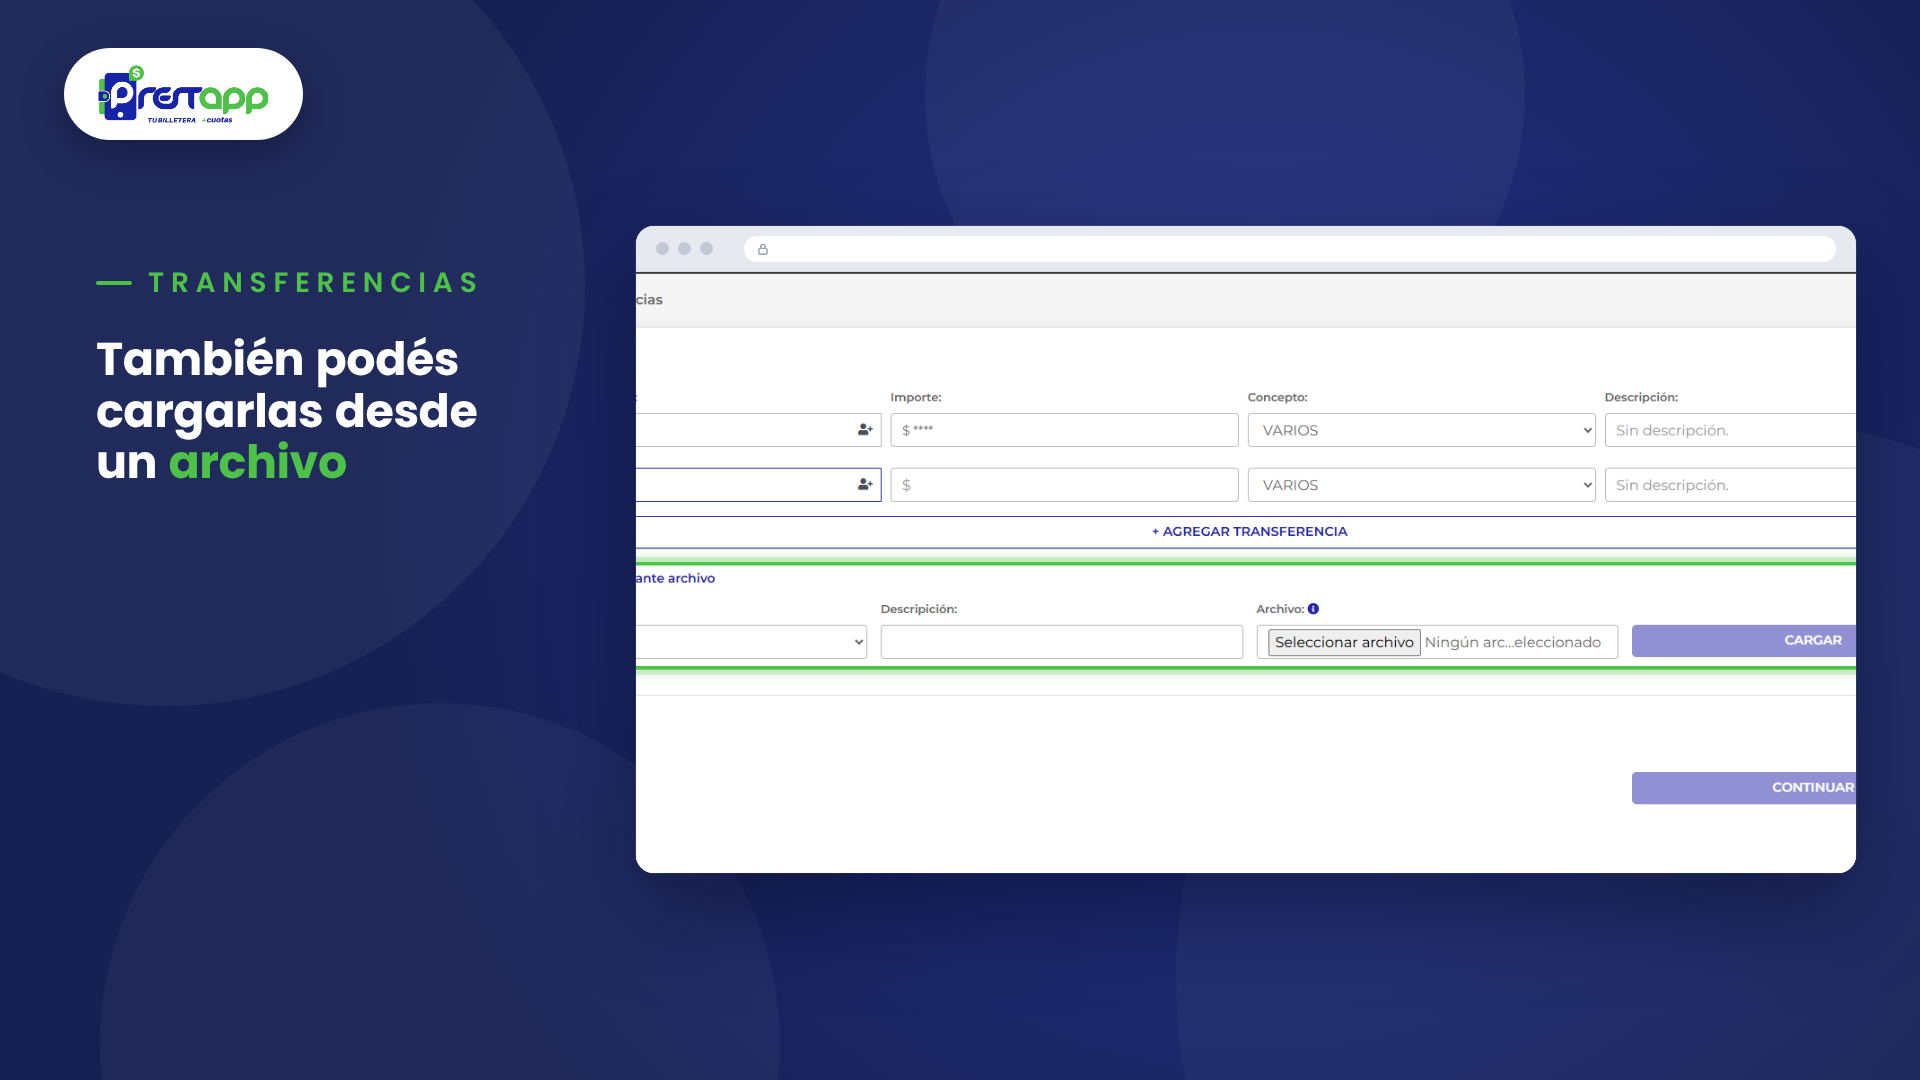 Prestapp
TU BILLETERA +cuotas
TRANSFERENCIAS
También podés
cargarlas desde
un archivo
cias
: Importe: Concepto: Descripción:
$ **** VARIOS Sin descripción.
$ VARIOS Sin descripción.
+ AGREGAR TRANSFERENCIA
ante archivo
Descripición: Archivo:
Seleccionar archivo Ningún arc...eleccionado CARGAR
CONTINUAR